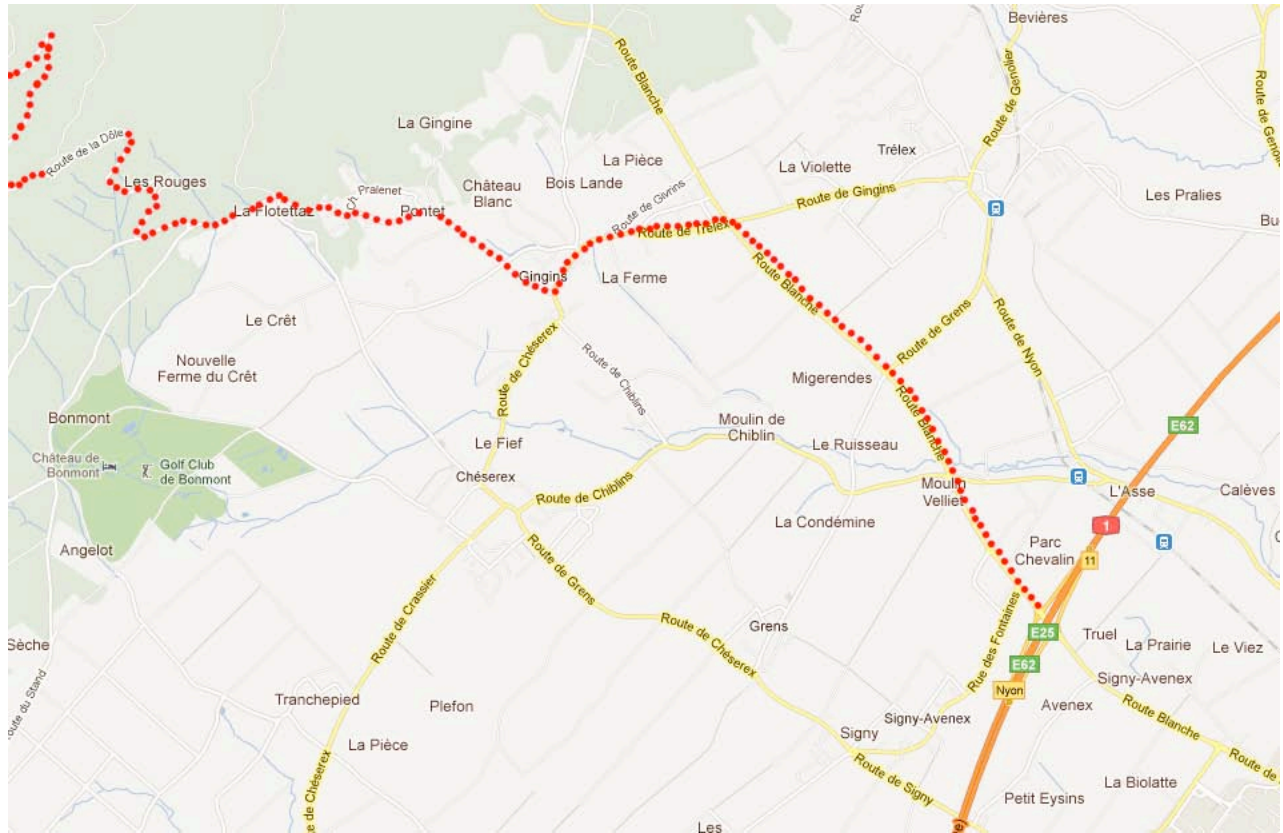 Bevières
Route Blanche
Route de Genolier
Route de Geno
Rou
La Gingine
Route de la Dôle
La Pièce
La Violette
Trélex
Les Rouges
Ch. Pralenet
Château
Blanc
Bois Lande
Route de Givrins
Route de Gingins
Les Pralies
La Flotettaz
Pontet
Route de Trélex
Bu
Gingins
La Ferme
Route Blanche
Le Crêt
Route de Chéserex
Route de Chiblins
Route de Grens
Route de Nyon
Nouvelle
Ferme du Crêt
Migerendes
Bonmont
Moulin de
Chiblin
Route Blanche
E62
Château de
Bonmont
Golf Club
de Bonmont
Le Fief
Le Ruisseau
Chéserex
Route de Chiblins
Moulin
Velliet
L'Asse
Calèves
La Condémine
1
Angelot
Parc
Chevalin
11
Route de Grens
Route de Crassier
Rue des Fontaines
Grens
Route de Chéserex
E25
Truel
La Prairie
Le Viez
Sèche
E62
Signy-Avenex
Route du Stand
Tranchepied
Plefon
Nyon
Avenex
Signy-Avenex
Route Blanche
Signy
La Pièce
Route de Chéserex
Route de Signy
Route de S
La Biolatte
Petit Eysins
Les